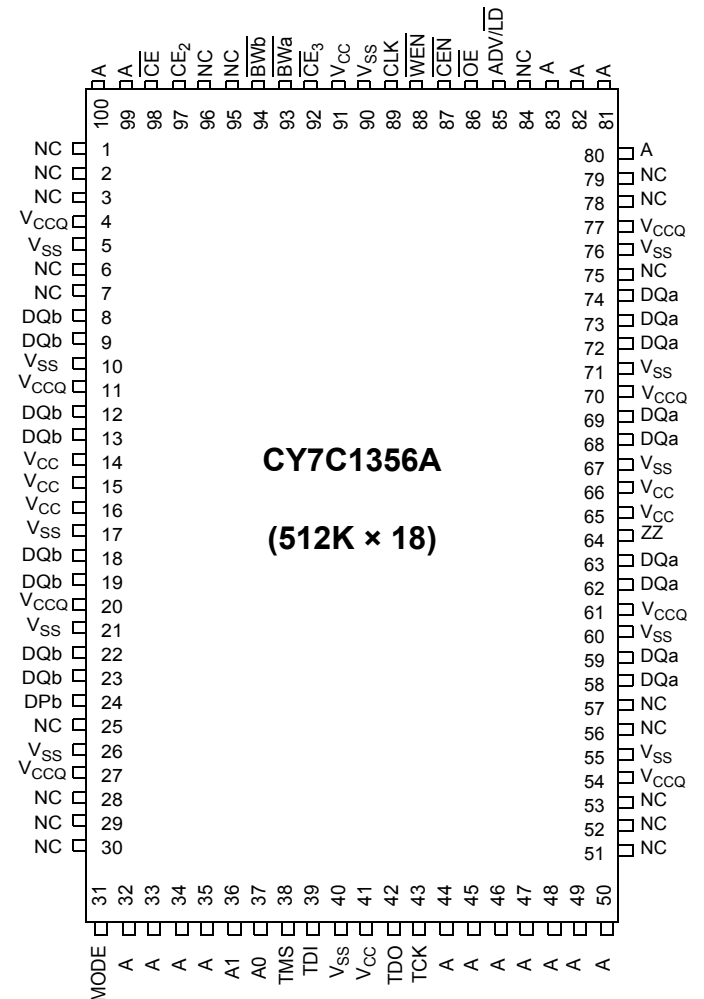 A
A
CE
CE2
NC
NC
BWb
BWa
CE3
VCC
VSS
CLK
WEN
CEN
OE
ADV/LD
NC
A
A
A
100
99
98
97
96
95
94
93
92
91
90
89
88
87
86
85
84
83
82
81
NC 1
NC 2
NC 3
VCCQ 4
VSS 5
NC 6
NC 7
DQb 8
DQb 9
VSS 10
VCCQ 11
DQb 12
DQb 13
VCC 14
VCC 15
VCC 16
VSS 17
DQb 18
DQb 19
VCCQ 20
VSS 21
DQb 22
DQb 23
DPb 24
NC 25
VSS 26
VCCQ 27
NC 28
NC 29
NC 30
CY7C1356A
(512K × 18)
80 A
79 NC
78 NC
77 VCCQ
76 VSS
75 NC
74 DQa
73 DQa
72 DQa
71 VSS
70 VCCQ
69 DQa
68 DQa
67 VSS
66 VCC
65 VCC
64 ZZ
63 DQa
62 DQa
61 VCCQ
60 VSS
59 DQa
58 DQa
57 NC
56 NC
55 VSS
54 VCCQ
53 NC
52 NC
51 NC
31
32
33
34
35
36
37
38
39
40
41
42
43
44
45
46
47
48
49
50
MODE
A
A
A
A
A1
A0
TMS
TDI
VSS
VCC
TDO
TCK
A
A
A
A
A
A
A